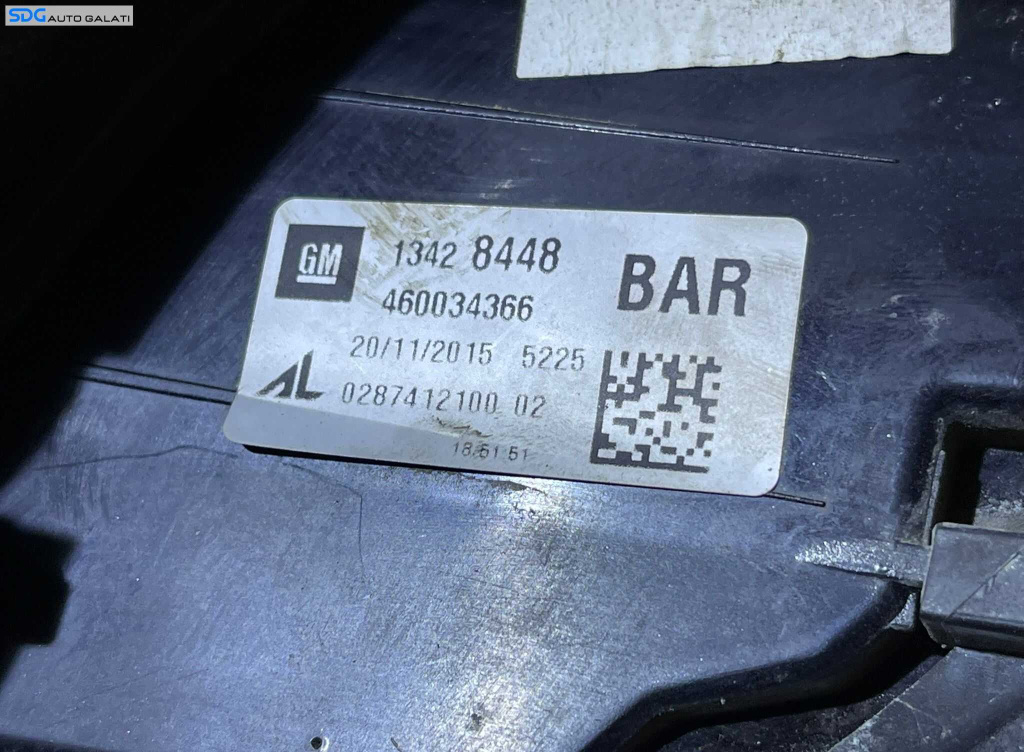 SDG AUTO GALATI
GM 1342 8448 BAR
460034366
20/11/2015 5225
AL 0287412100 02
18:51:51